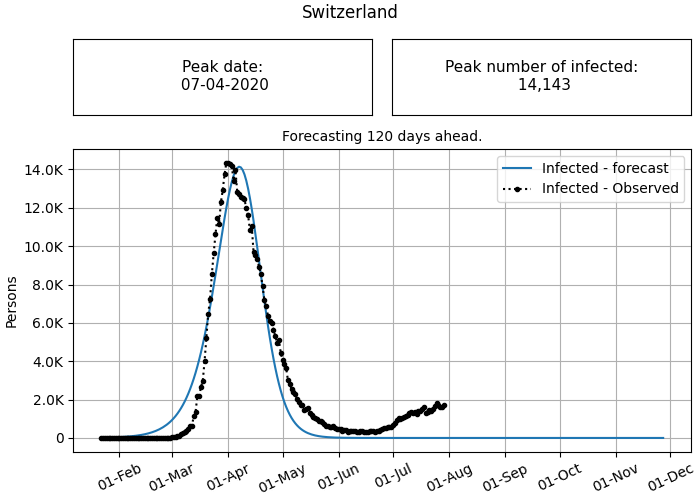 Switzerland
Peak date:
07-04-2020
Peak number of infected:
14,143
Forecasting 120 days ahead.
Infected - forecast
Infected - Observed
14.0K
12.0K
10.0K
8.0K
6.0K
4.0K
2.0K
0
Persons
01-Feb 01-Mar 01-Apr 01-May 01-Jun 01-Jul 01-Aug 01-Sep 01-Oct 01-Nov 01-Dec